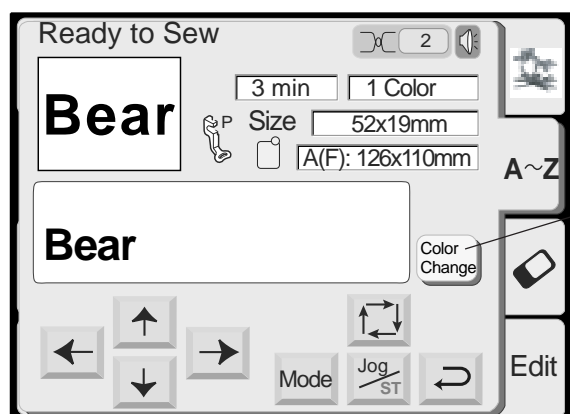 Ready to Sew
2
Bear
3 min
1 Color
P
Size
52x19mm
A(F): 126x110mm
A~Z
Bear
Color
Change
Mode
Jog
ST
Edit